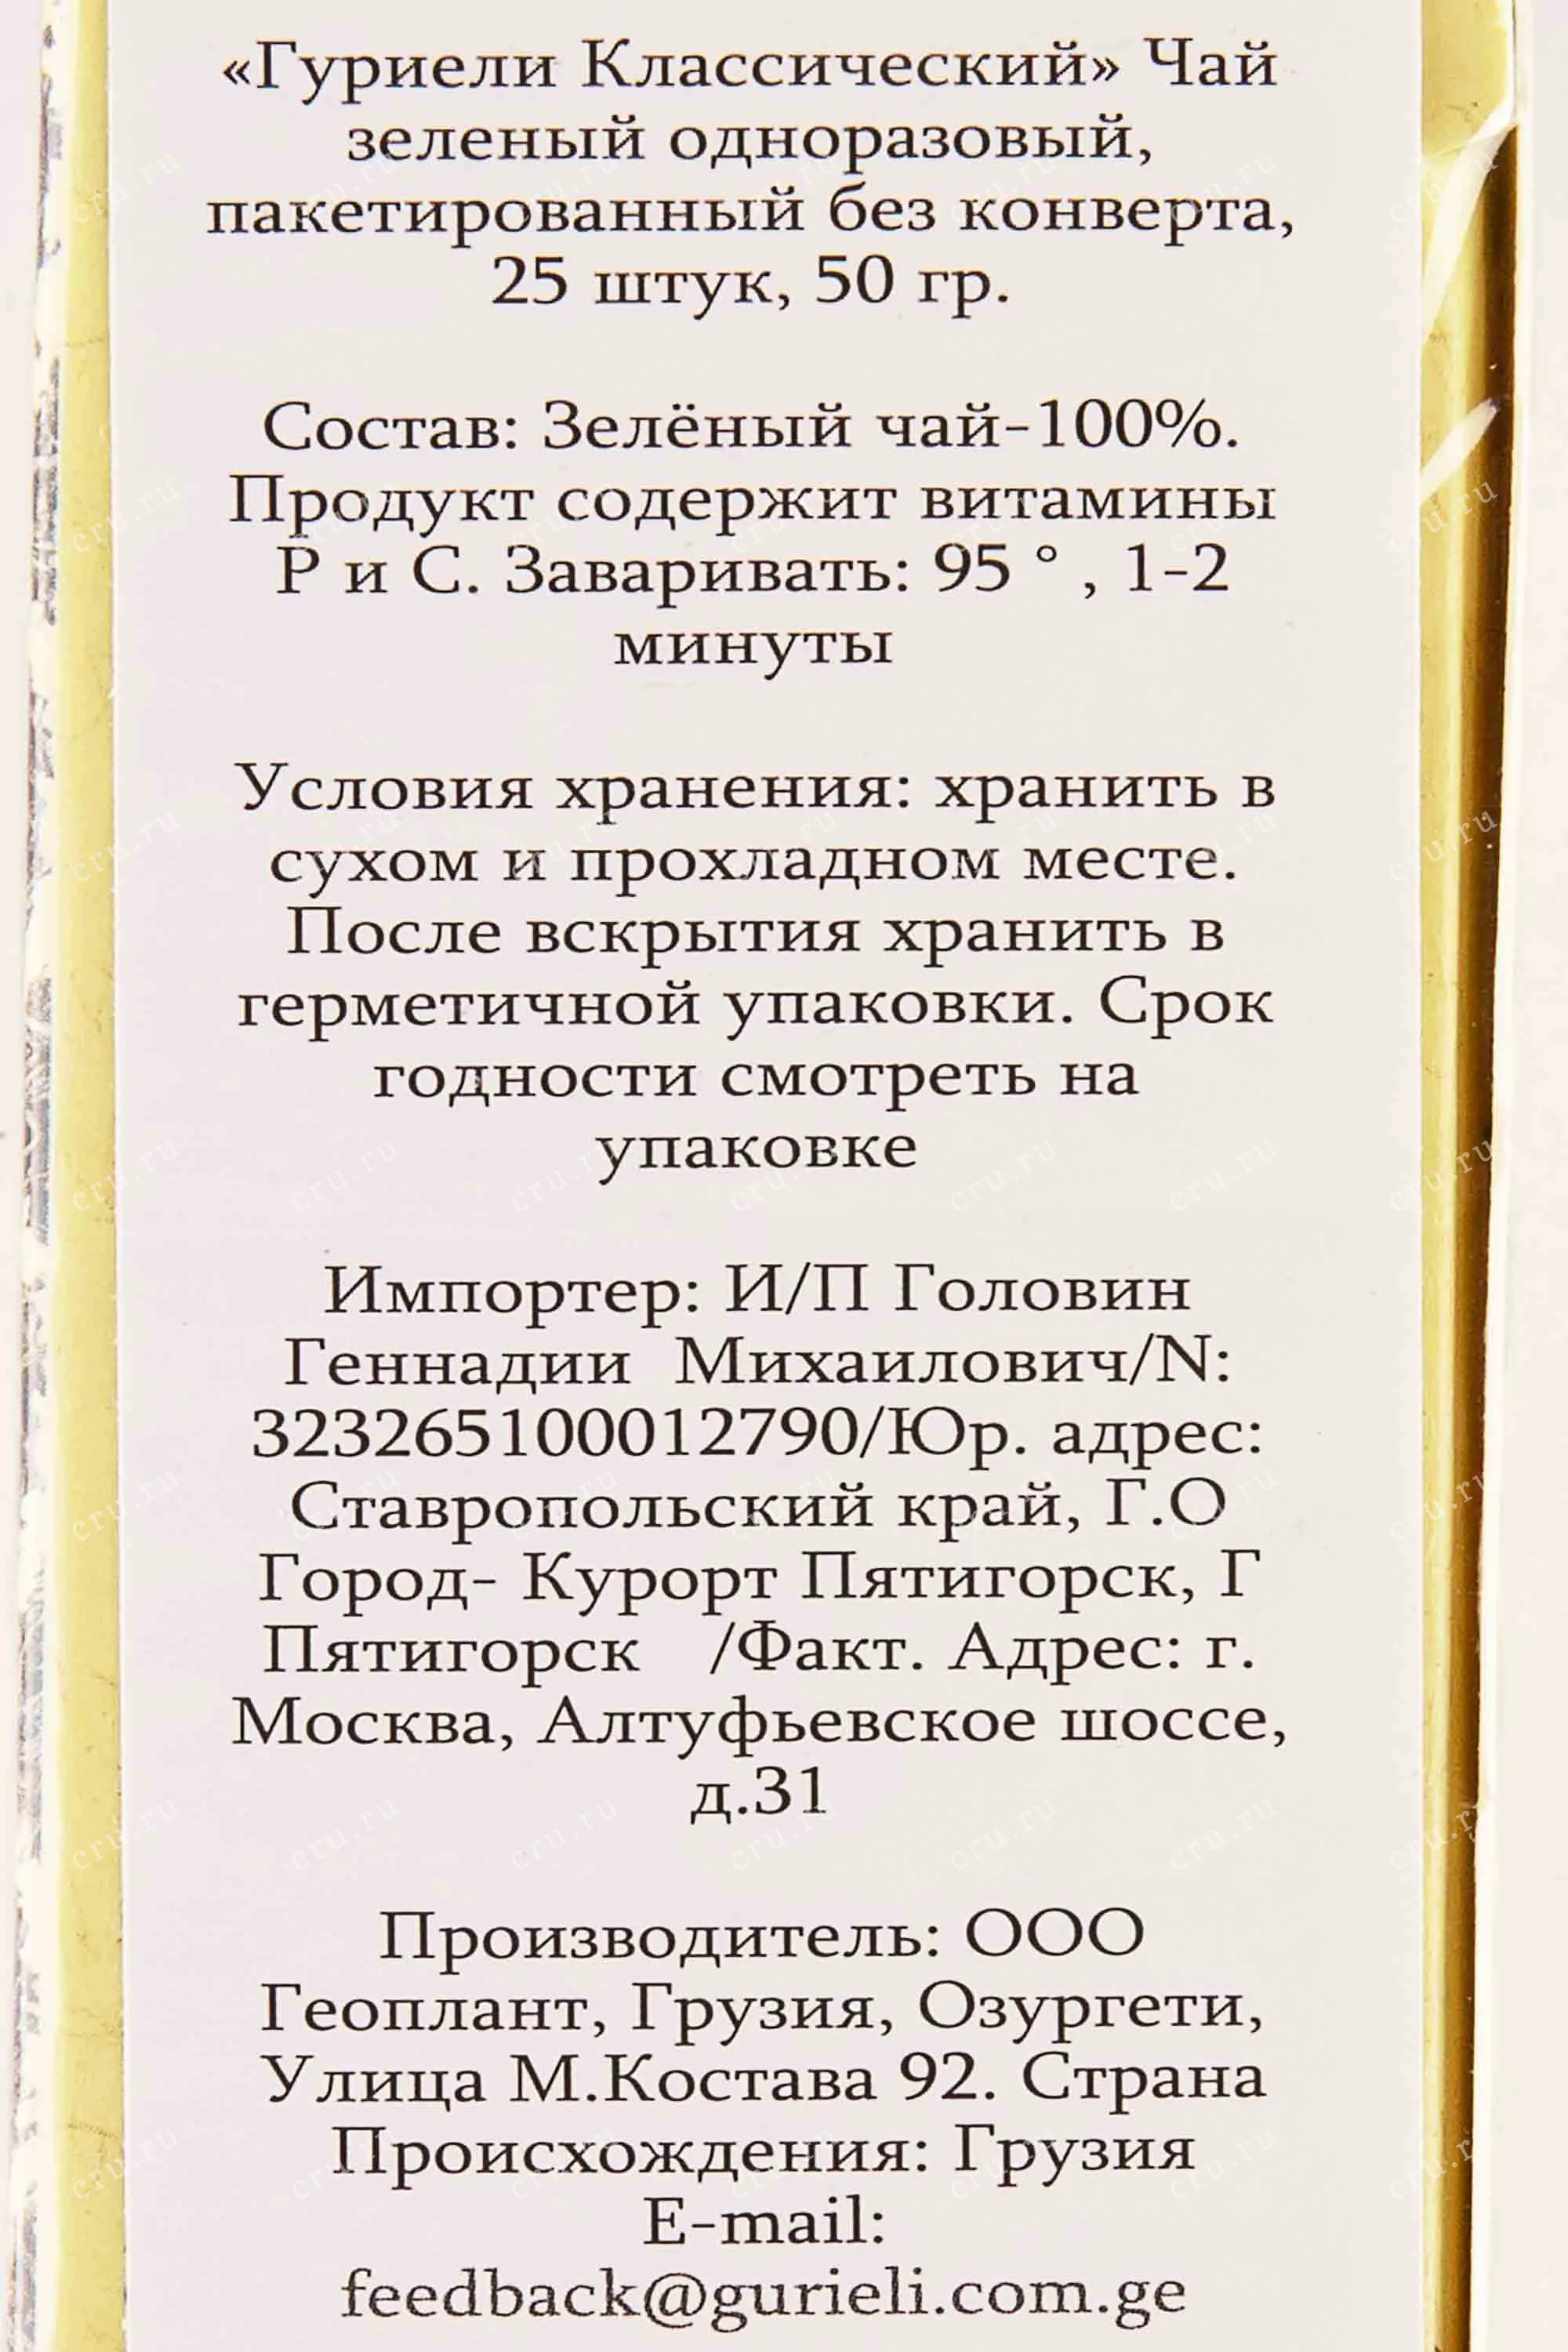 «Гуриели Классический» Чай
зеленый одноразовый,
пакетированный без конверта,
25 штук, 50 гр.
Состав: Зелёный чай-100%.
Продукт содержит витамины
Р и С. Заваривать: 95 ° , 1-2
минуты
Условия хранения: хранить в
сухом и прохладном месте.
После вскрытия хранить в
герметичной упаковки. Срок
годности смотреть на
упаковке
Импортер: И/П Головин
Геннадии Михаилович/N:
323265100012790/Юр. адрес:
Ставропольский край, Г.О
Город- Курорт Пятигорск, Г
Пятигорск /Факт. Адрес: г.
Москва, Алтуфьевское шоссе,
д.31
Производитель: ООО
Геоплант, Грузия, Озургети,
Улица М.Костава 92. Страна
Происхождения: Грузия
E-mail:
feedback@gurieli.com.ge